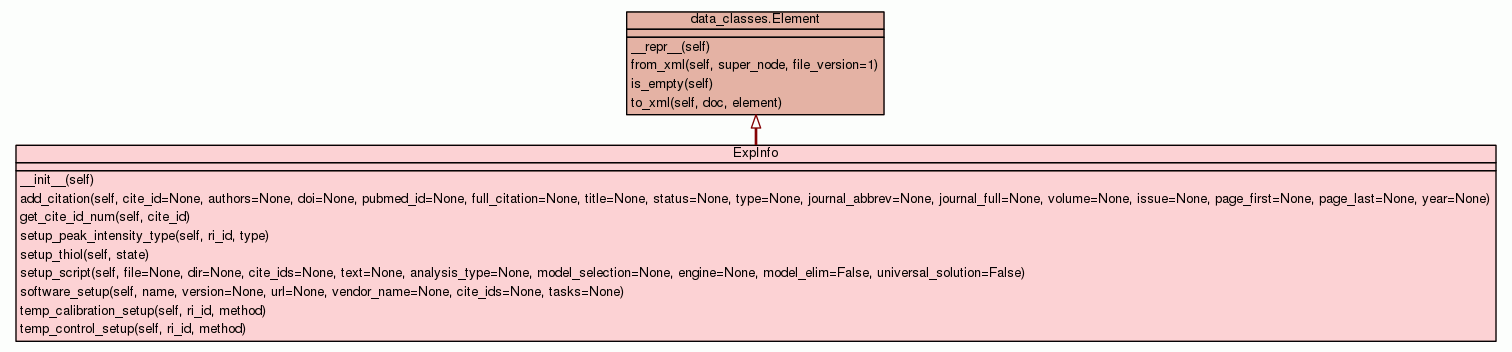 data_classes.Element
__repr__(self)
from_xml(self, super_node, file_version=1)
is_empty(self)
to_xml(self, doc, element)
ExpInfo
__init__(self)
add_citation(self, cite_id=None, authors=None, doi=None, pubmed_id=None, full_citation=None, title=None, status=None, type=None, journal_abbrev=None, journal_full=None, volume=None, issue=None, page_first=None, page_last=None, year=None)
get_cite_id_num(self, cite_id)
setup_peak_intensity_type(self, ri_id, type)
setup_thiol(self, state)
setup_script(self, file=None, dir=None, cite_ids=None, text=None, analysis_type=None, model_selection=None, engine=None, model_elim=False, universal_solution=False)
software_setup(self, name, version=None, url=None, vendor_name=None, cite_ids=None, tasks=None)
temp_calibration_setup(self, ri_id, method)
temp_control_setup(self, ri_id, method)